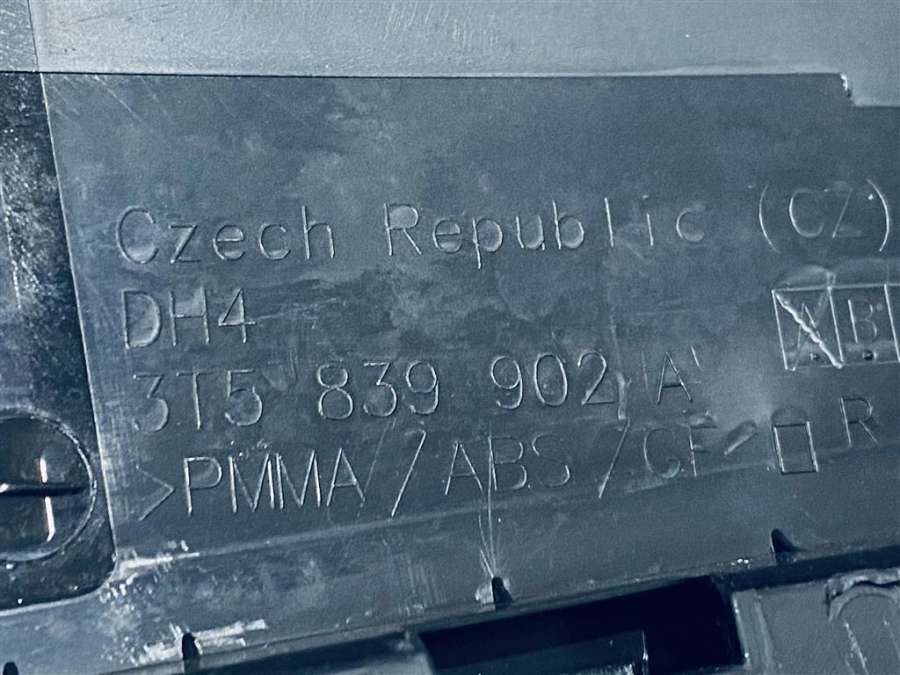 Czech Republic (CZ)
DH4
A B
3T5 839 902 A
R
>PMMA / ABS / CF